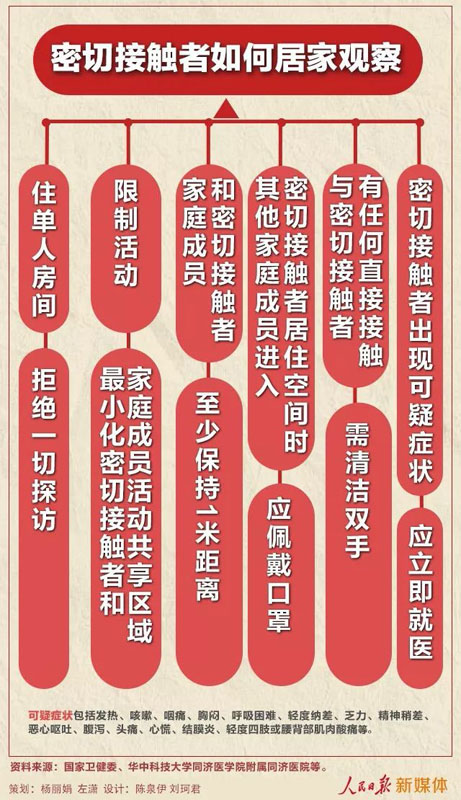 密切接触者如何居家观察
住单人房间
拒绝一切探访
限制活动
最小化密切接触者和
家庭成员活动共享区域
家庭成员
和密切接触者
至少保持1米距离
其他家庭成员进入
密切接触者居住空间时
应佩戴口罩
与密切接触者
有任何直接接触
需清洁双手
密切接触者出现可疑症状
应立即就医
可疑症状包括发热、咳嗽、咽痛、胸闷、呼吸困难、轻度纳差、乏力、精神稍差、
恶心呕吐、腹泻、头痛、心慌、结膜炎、轻度四肢或腰背部肌肉酸痛等。
资料来源：国家卫健委、华中科技大学同济医学院附属同济医院等。
策划：杨丽娟 左潇 设计：陈泉伊 刘珂君
人民日报 新媒体